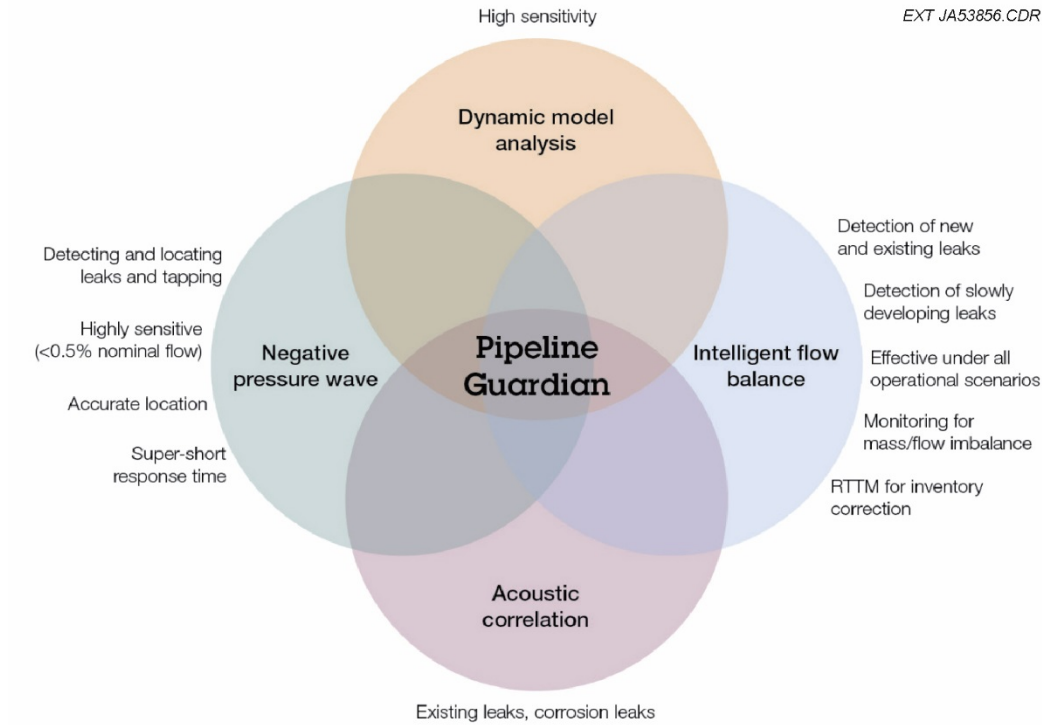 High sensitivity
EXT JA53856.CDR
Dynamic model
analysis
Detecting and locating
leaks and tapping
Highly sensitive
(<0.5% nominal flow)
Accurate location
Super-short
response time
Negative
pressure wave
Pipeline
Guardian
Intelligent flow
balance
Detection of new
and existing leaks
Detection of slowly
developing leaks
Effective under all
operational scenarios
Monitoring for
mass/flow imbalance
RTTM for inventory
correction
Acoustic
correlation
Existing leaks, corrosion leaks